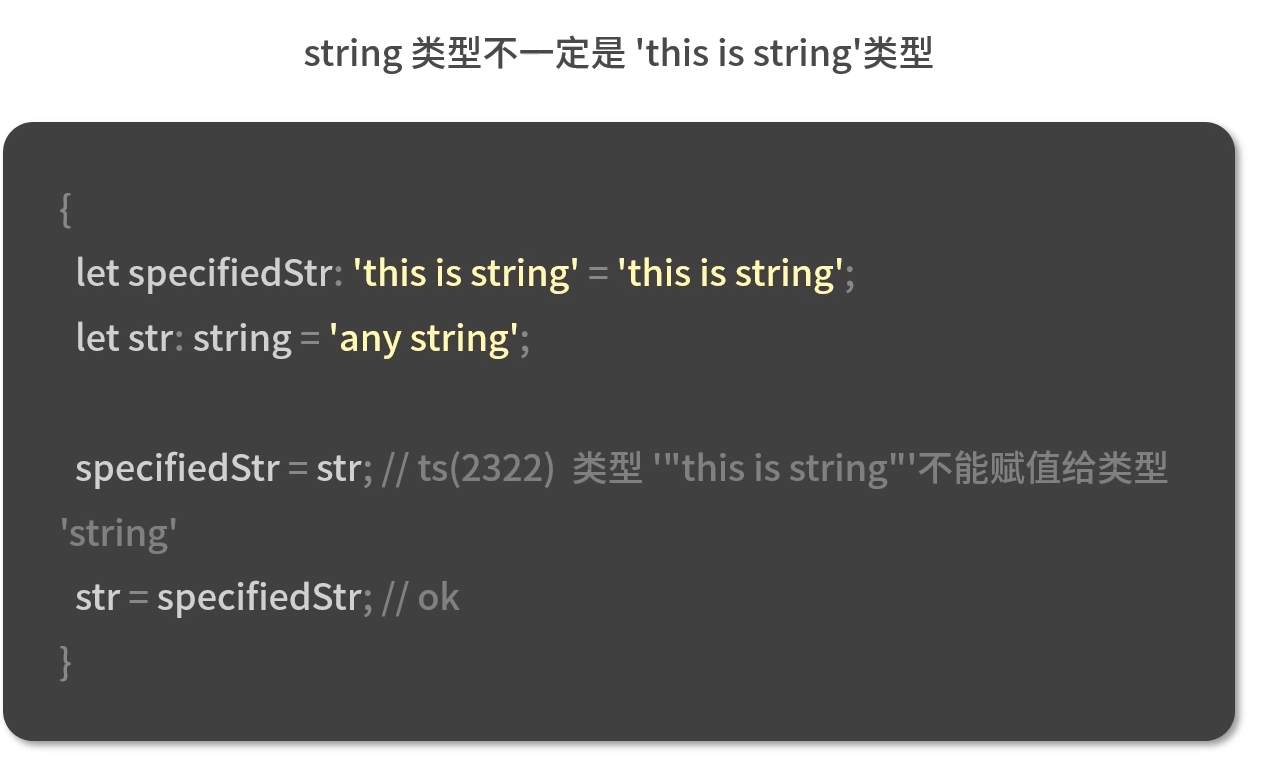 string 类型不一定是 'this is string'类型
{
let specifiedStr: 'this is string' = 'this is string';
let str: string = 'any string';
specifiedStr = str; // ts(2322) 类型 '"this is string"'不能赋值给类型
'string'
str = specifiedStr; // ok
}